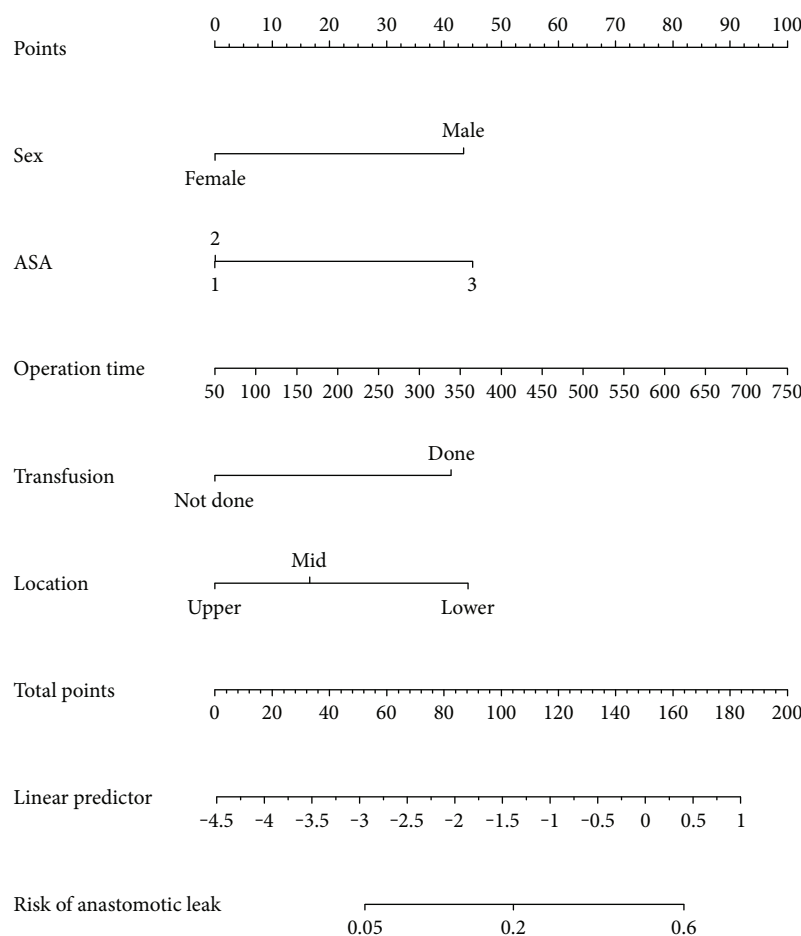 0 10 20 30 40 50 60 70 80 90 100
Points
Male
Sex
Female
2
ASA
1 3
Operation time
50 100 150 200 250 300 350 400 450 500 550 600 650 700 750
Done
Transfusion
Not done
Mid
Location
Upper Lower
Total points
0 20 40 60 80 100 120 140 160 180 200
Linear predictor
−4.5 −4 −3.5 −3 −2.5 −2 −1.5 −1 −0.5 0 0.5 1
Risk of anastomotic leak
0.05 0.2 0.6